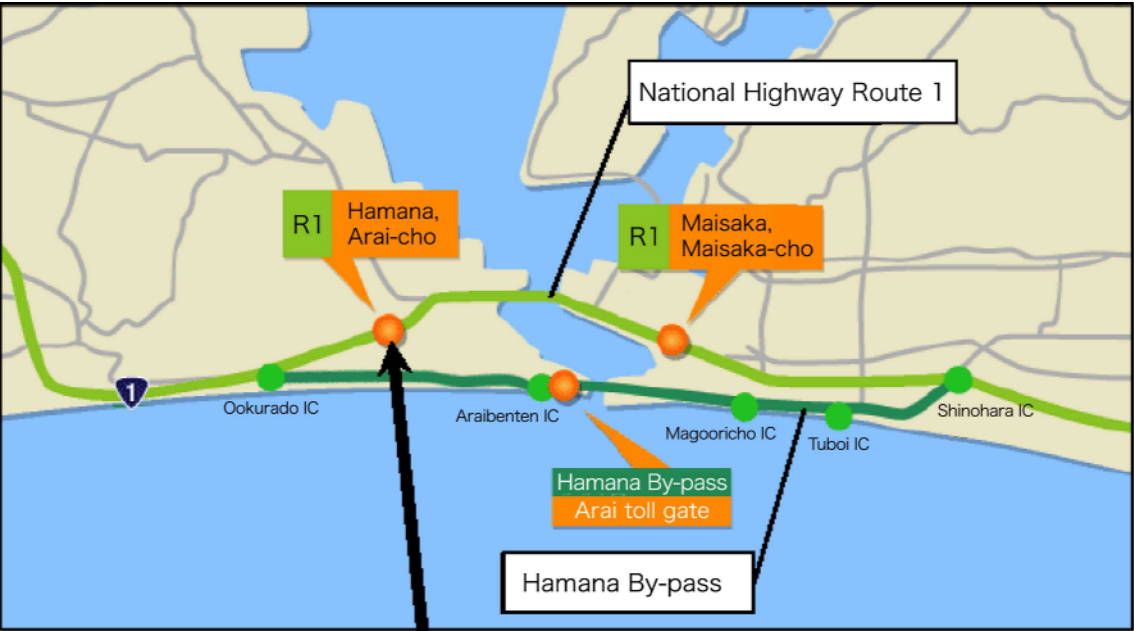 National Highway Route 1
R1
Hamana,
Arai-cho
R1
Maisaka,
Maisaka-cho
1
Ookurado IC
Araibenten IC
Magooricho IC
Tuboi IC
Shinohara IC
Hamana By-pass
Arai toll gate
Hamana By-pass